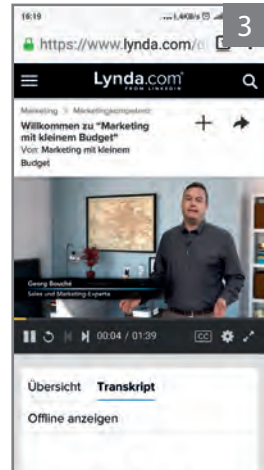 3
16:19
1,4KB/s
https://www.lynda.com/
Lynda.com
FROM LINKEDIN
Marketing > Marketingkompetenz
Willkommen zu "Marketing
mit kleinem Budget"
Von: Marketing mit kleinem
Budget
Georg Bouché
Sales und Marketing-Experte
00:04 / 01:39
CC
Übersicht Transkript
Offline anzeigen